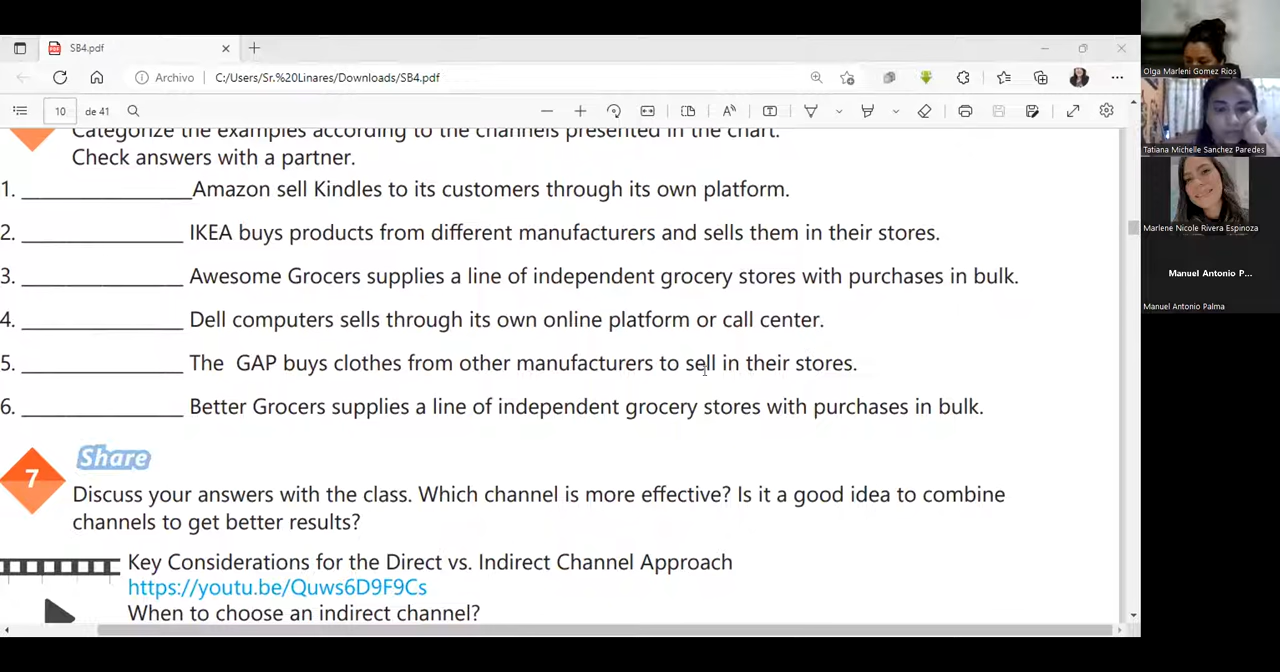 SB4.pdf
Archivo
C:/Users/Sr.%20Linares/Downloads/SB4.pdf
10 de 41
Categorize the examples according to the channels presented in the chart.
Check answers with a partner.
1. ________________Amazon sell Kindles to its customers through its own platform.
2. _______________ IKEA buys products from different manufacturers and sells them in their stores.
3. _______________ Awesome Grocers supplies a line of independent grocery stores with purchases in bulk.
4. _______________ Dell computers sells through its own online platform or call center.
5. _______________ The GAP buys clothes from other manufacturers to sell in their stores.
6. _______________ Better Grocers supplies a line of independent grocery stores with purchases in bulk.
7
Share
Discuss your answers with the class. Which channel is more effective? Is it a good idea to combine
channels to get better results?
Key Considerations for the Direct vs. Indirect Channel Approach
https://youtu.be/Quws6D9F9Cs
When to choose an indirect channel?
Olga Marleni Gomez Rios
Tatiana Michelle Sanchez Paredes
Marlene Nicole Rivera Espinoza
Manuel Antonio P...
Manuel Antonio Palma